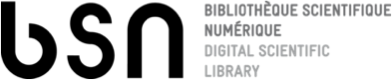 bsn
BIBLIOTHÈQUE SCIENTIFIQUE
NUMÉRIQUE
DIGITAL SCIENTIFIC
LIBRARY